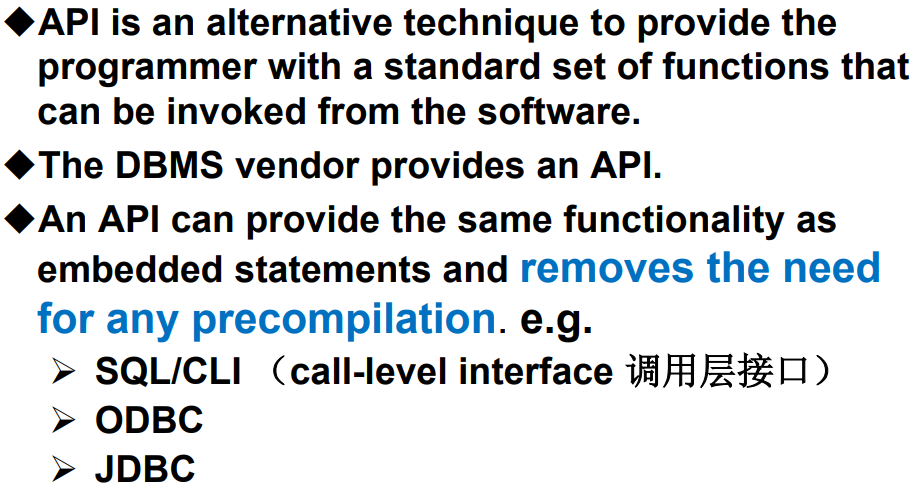 ◆API is an alternative technique to provide the
programmer with a standard set of functions that
can be invoked from the software.
◆The DBMS vendor provides an API.
◆An API can provide the same functionality as
embedded statements and removes the need
for any precompilation. e.g.
➢ SQL/CLI （call-level interface 调用层接口）
➢ ODBC
➢ JDBC